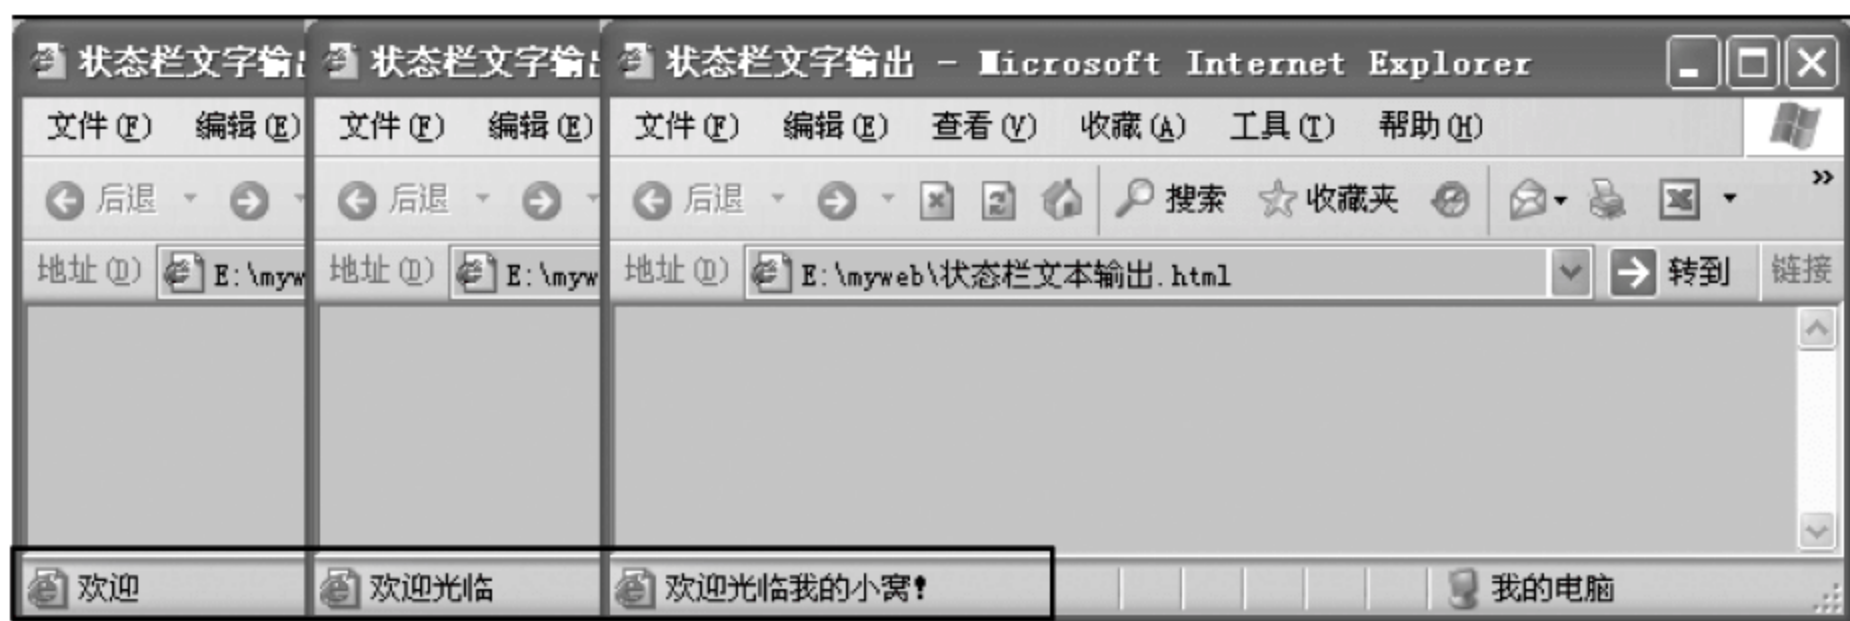 状态栏文字输出 状态栏文字输出 状态栏文字输出 - Microsoft Internet Explorer
文件(F) 编辑(E) 文件(F) 编辑(E) 文件(F) 编辑(E) 查看(V) 收藏(A) 工具(T) 帮助(H)
后退 后退 后退 搜索 收藏夹 »
地址(D) E:\myw 地址(D) E:\myw 地址(D) E:\myweb\状态栏文本输出.html 转到 链接
欢迎 欢迎光临 欢迎光临我的小窝! 我的电脑